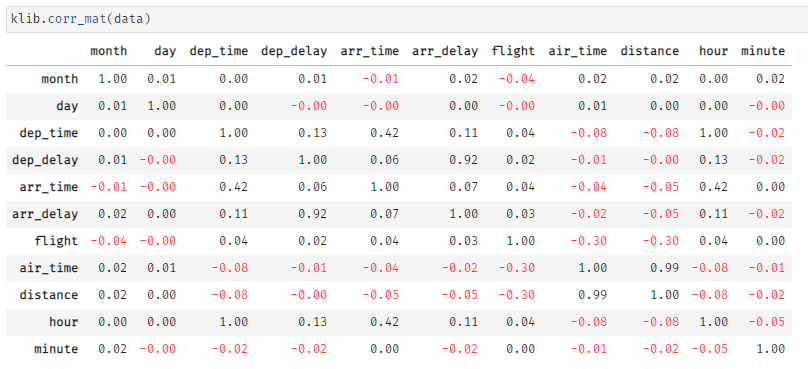 klib.corr_mat(data)
month day dep_time dep_delay arr_time arr_delay flight air_time distance hour minute
month 1.00 0.01 0.00 0.01 -0.01 0.02 -0.04 0.02 0.02 0.00 0.02
day 0.01 1.00 0.00 -0.00 -0.00 0.00 -0.00 0.01 0.00 0.00 -0.00
dep_time 0.00 0.00 1.00 0.13 0.42 0.11 0.04 -0.08 -0.08 1.00 -0.02
dep_delay 0.01 -0.00 0.13 1.00 0.06 0.92 0.02 -0.01 -0.00 0.13 -0.02
arr_time -0.01 -0.00 0.42 0.06 1.00 0.07 0.04 -0.04 -0.05 0.42 0.00
arr_delay 0.02 0.00 0.11 0.92 0.07 1.00 0.03 -0.02 -0.05 0.11 -0.02
flight -0.04 -0.00 0.04 0.02 0.04 0.03 1.00 -0.30 -0.30 0.04 0.00
air_time 0.02 0.01 -0.08 -0.01 -0.04 -0.02 -0.30 1.00 0.99 -0.08 -0.01
distance 0.02 0.00 -0.08 -0.00 -0.05 -0.05 -0.30 0.99 1.00 -0.08 -0.02
hour 0.00 0.00 1.00 0.13 0.42 0.11 0.04 -0.08 -0.08 1.00 -0.05
minute 0.02 -0.00 -0.02 -0.02 0.00 -0.02 0.00 -0.01 -0.02 -0.05 1.00